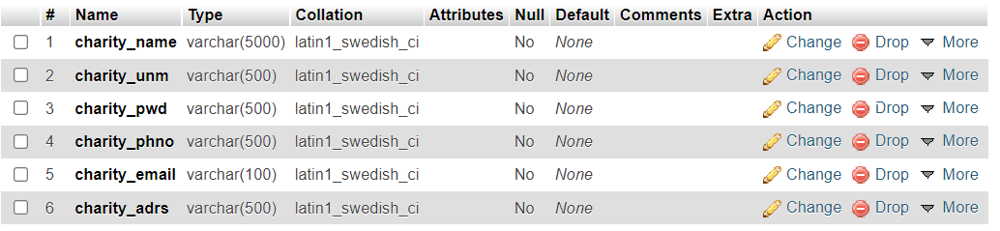 # Name Type Collation Attributes Null Default Comments Extra Action
1 charity_name varchar(5000) latin1_swedish_ci No None Change Drop More
2 charity_unm varchar(500) latin1_swedish_ci No None Change Drop More
3 charity_pwd varchar(500) latin1_swedish_ci No None Change Drop More
4 charity_phno varchar(500) latin1_swedish_ci No None Change Drop More
5 charity_email varchar(100) latin1_swedish_ci No None Change Drop More
6 charity_adrs varchar(500) latin1_swedish_ci No None Change Drop More